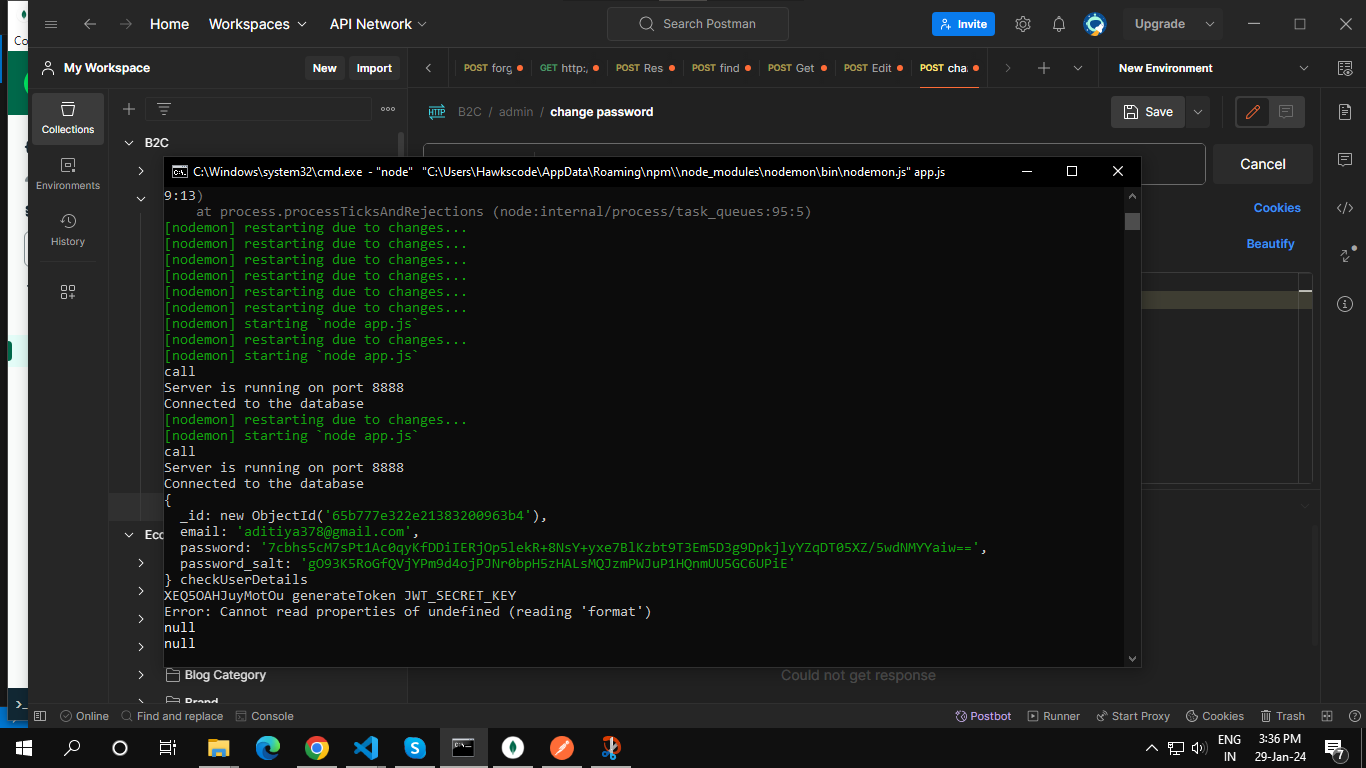 Home
Workspaces
API Network
Search Postman
Invite
Upgrade
Co
My Workspace
New
Import
POST forg
GET http:,
POST Res
POST find
POST Get
POST Edit
POST cha
New Environment
Collections
Environments
History
B2C
HTTP
B2C / admin / change password
Save
Cancel
Cookies
Beautify
C:\Windows\system32\cmd.exe - "node" "C:\Users\Hawkscode\AppData\Roaming\npm\\node_modules\nodemon\bin\nodemon.js" app.js
9:13)
at process.processTicksAndRejections (node:internal/process/task_queues:95:5)
[nodemon] restarting due to changes...
[nodemon] restarting due to changes...
[nodemon] restarting due to changes...
[nodemon] restarting due to changes...
[nodemon] restarting due to changes...
[nodemon] restarting due to changes...
[nodemon] starting `node app.js`
[nodemon] restarting due to changes...
[nodemon] starting `node app.js`
call
Server is running on port 8888
Connected to the database
[nodemon] restarting due to changes...
[nodemon] starting `node app.js`
call
Server is running on port 8888
Connected to the database
{
_id: new ObjectId('65b777e322e21383200963b4'),
email: 'aditiya378@gmail.com',
password: '7cbhs5cM7sPt1Ac0qyKfDDiIERjOp5lekR+8NsY+yxe7BlKzbt9T3Em5D3g9DpkjlyYZqDT05XZ/5wdNMYYaiw==',
password_salt: 'gO93K5RoGfQVjYPm9d4ojPJNr0bpH5zHALsMQJzmPWJuP1HQnmUU5GC6UPiE'
} checkUserDetails
XEQ5OAHJuyMotOu generateToken JWT_SECRET_KEY
Error: Cannot read properties of undefined (reading 'format')
null
null
Eco
Blog Category
Brand
Could not get response
Online
Find and replace
Console
Postbot
Runner
Start Proxy
Cookies
Trash
ENG
IN
3:36 PM
29-Jan-24
7